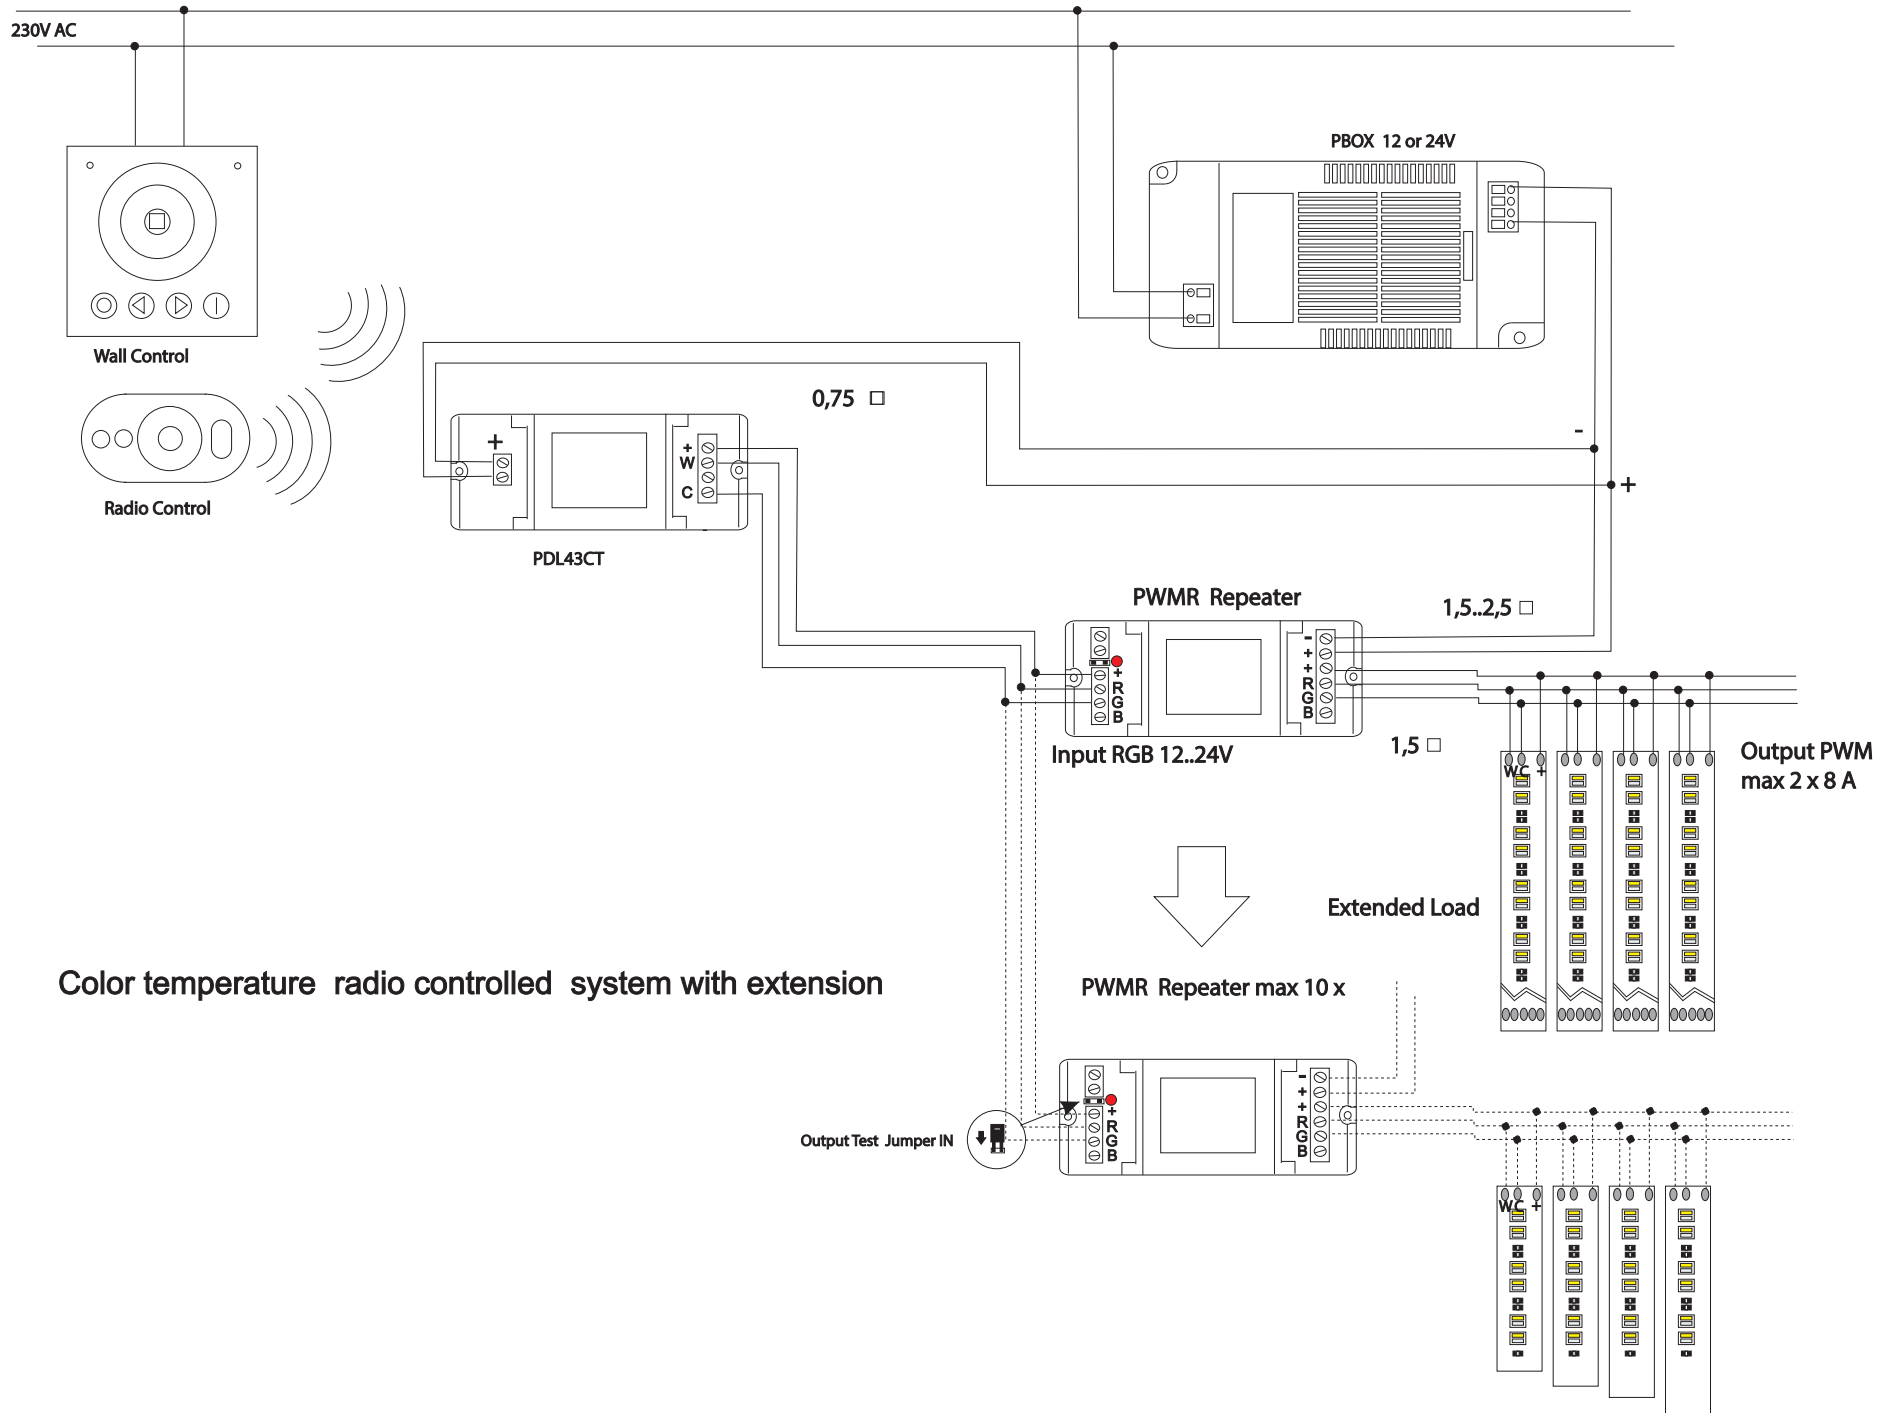 230V AC
PBOX 12 or 24V
Wall Control
0,75 □
-
+
+
+
W
C
Radio Control
PDL43CT
PWMR Repeater
1,5..2,5 □
-
+
+
R
G
B
+
R
G
B
Input RGB 12..24V
1,5 □
Output PWM
max 2 x 8 A
WC +
Extended Load
Color temperature radio controlled system with extension
PWMR Repeater max 10 x
-
+
+
R
G
B
+
R
G
B
Output Test Jumper IN
WC +